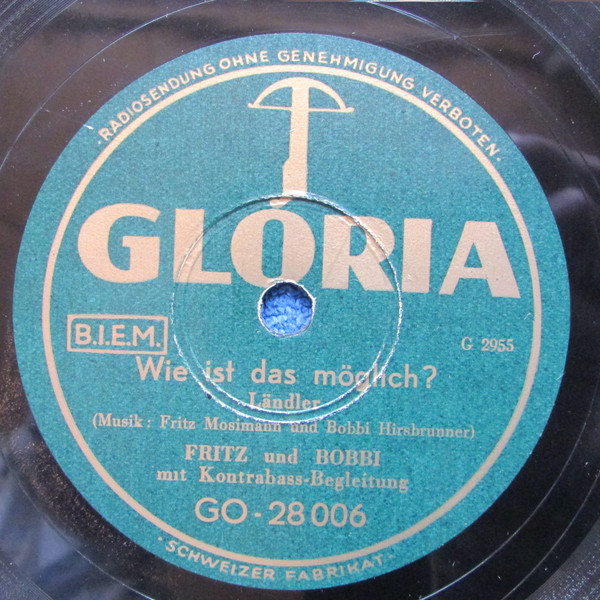 ·RADIOSENDUNG OHNE GENEHMIGUNG VERBOTEN·
GLORIA
B.I.E.M.
G 2955
Wie ist das möglich?
Ländler
(Musik: Fritz Mosimann und Bobbi Hirsbrunner)
FRITZ und BOBBI
mit Kontrabass-Begleitung
GO-28006
·SCHWEIZER FABRIKAT·